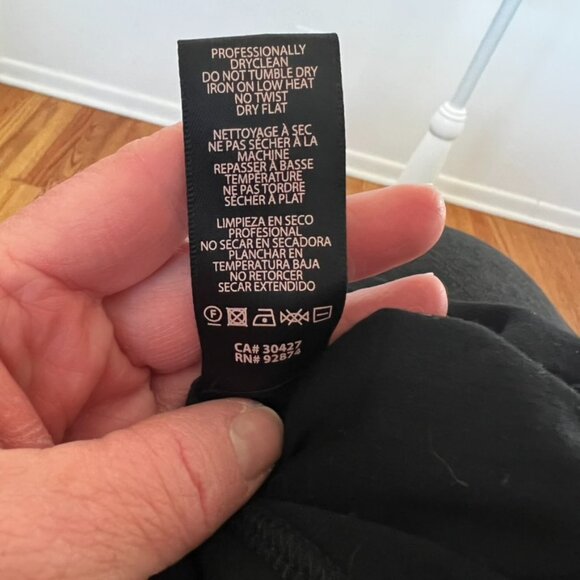 PROFESSIONALLY
DRYCLEAN
DO NOT TUMBLE DRY
IRON ON LOW HEAT
NO TWIST
DRY FLAT
NETTOYAGE À SEC
NE PAS SÉCHER À LA
MACHINE
REPASSER À BASSE
TEMPÉRATURE
NE PAS TORDRE
SÉCHER À PLAT
LIMPIEZA EN SECO
PROFESIONAL
NO SECAR EN SECADORA
PLANCHAR EN
TEMPERATURA BAJA
NO RETORCER
SECAR EXTENDIDO
F
CA# 30427
RN# 92874